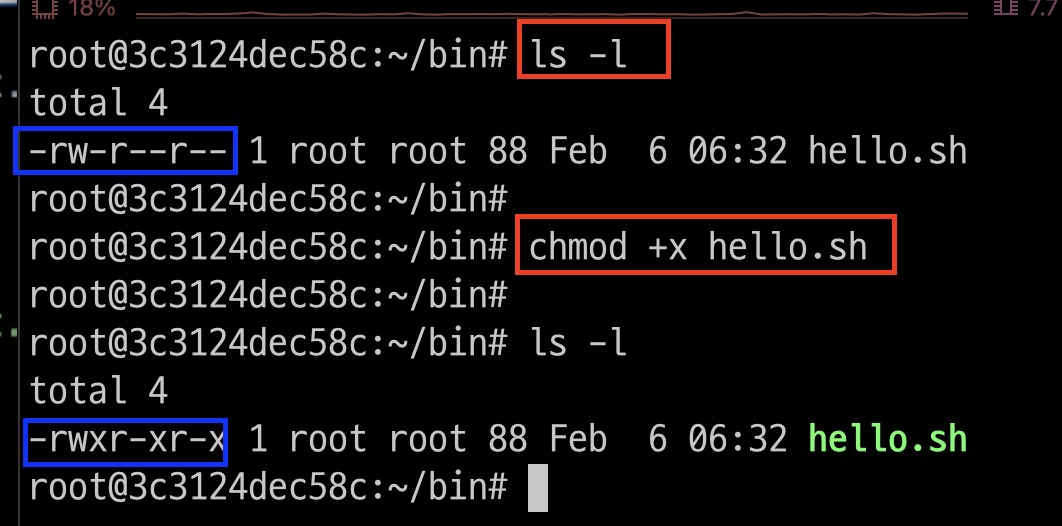 18% 7.7
root@3c3124dec58c:~/bin# ls -l
total 4
-rw-r--r-- 1 root root 88 Feb  6 06:32 hello.sh
root@3c3124dec58c:~/bin#
root@3c3124dec58c:~/bin# chmod +x hello.sh
root@3c3124dec58c:~/bin#
root@3c3124dec58c:~/bin# ls -l
total 4
-rwxr-xr-x 1 root root 88 Feb  6 06:32 hello.sh
root@3c3124dec58c:~/bin#